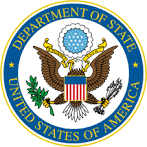 DEPARTMENT OF STATE
UNITED STATES OF AMERICA